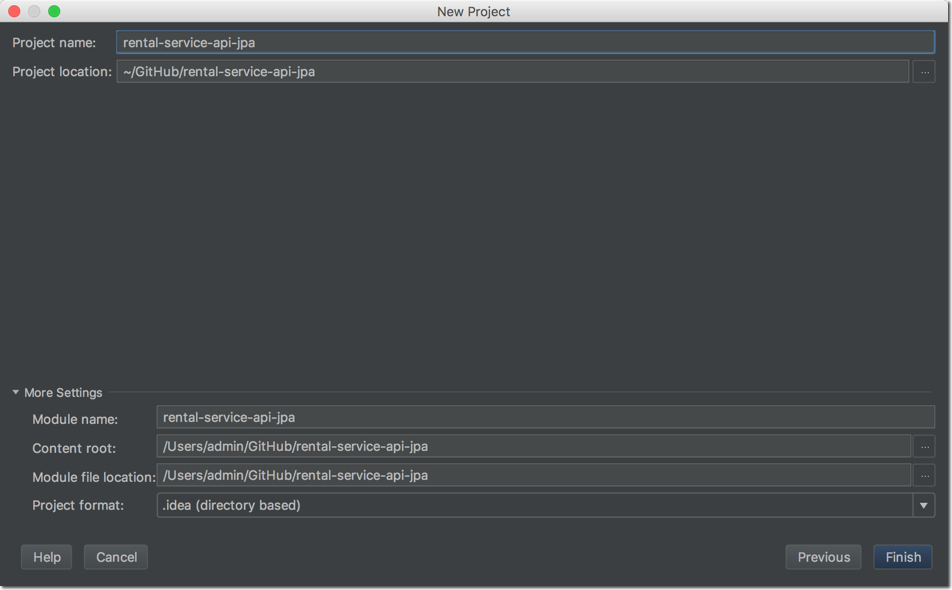 New Project
Project name: rental-service-api-jpa
Project location: ~/GitHub/rental-service-api-jpa ...
More Settings
Module name: rental-service-api-jpa
Content root: /Users/admin/GitHub/rental-service-api-jpa ...
Module file location: /Users/admin/GitHub/rental-service-api-jpa ...
Project format: .idea (directory based)
Help Cancel Previous Finish